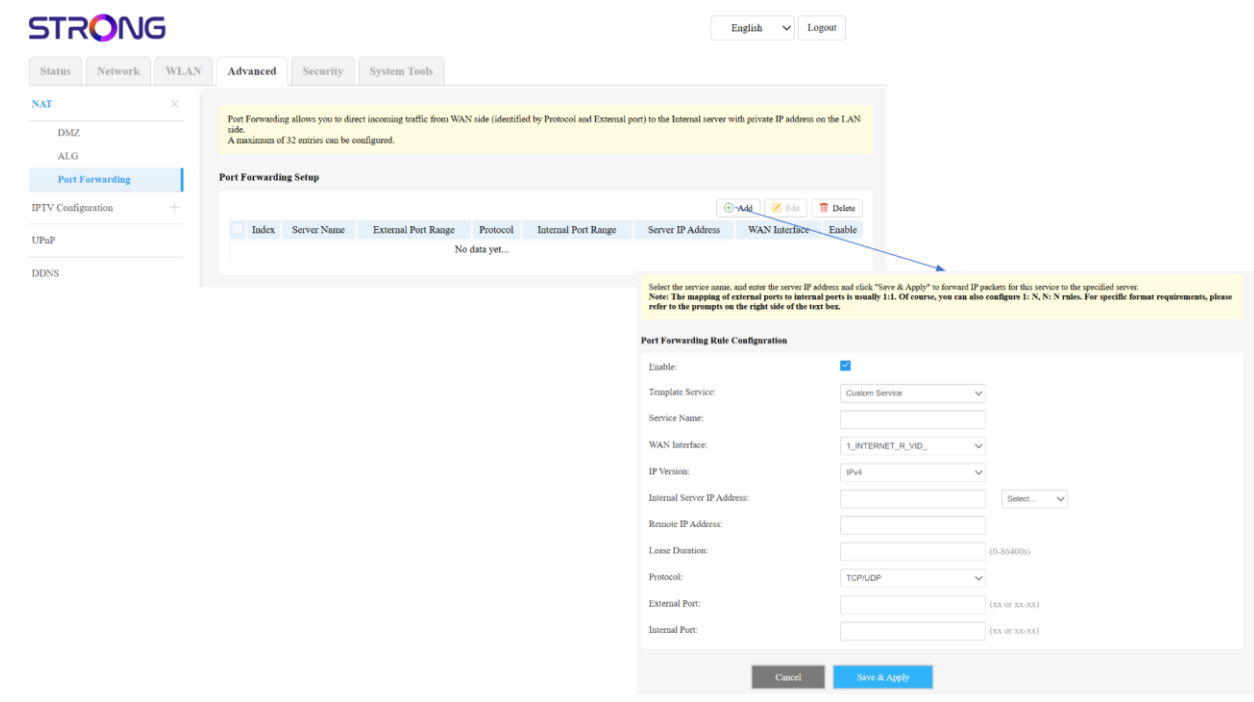 STRONG
English
Logout
Status
Network
WLAN
Advanced
Security
System Tools
NAT
DMZ
ALG
Port Forwarding
IPTV Configuration
UPnP
DDNS
Port Forwarding allows you to direct incoming traffic from WAN side (identified by Protocol and External port) to the Internal server with private IP address on the LAN
side.
A maximum of 32 entries can be configured.
Port Forwarding Setup
Add
Edit
Delete
Index Server Name External Port Range Protocol Internal Port Range Server IP Address WAN Interface Enable
No data yet...
Select the service name, and enter the server IP address and click "Save & Apply" to forward IP packets for this service to the specified server.
Note: The mapping of external ports to internal ports is usually 1:1. Of course, you can also configure 1: N, N: N rules. For specific format requirements, please
refer to the prompts on the right side of the text box.
Port Forwarding Rule Configuration
Enable:
Template Service: Custom Service
Service Name:
WAN Interface: 1_INTERNET_R_VID_
IP Version: IPv4
Internal Server IP Address: Select...
Remote IP Address:
Lease Duration: (0-86400s)
Protocol: TCP/UDP
External Port: (xx or xx-xx)
Internal Port: (xx or xx-xx)
Cancel
Save & Apply